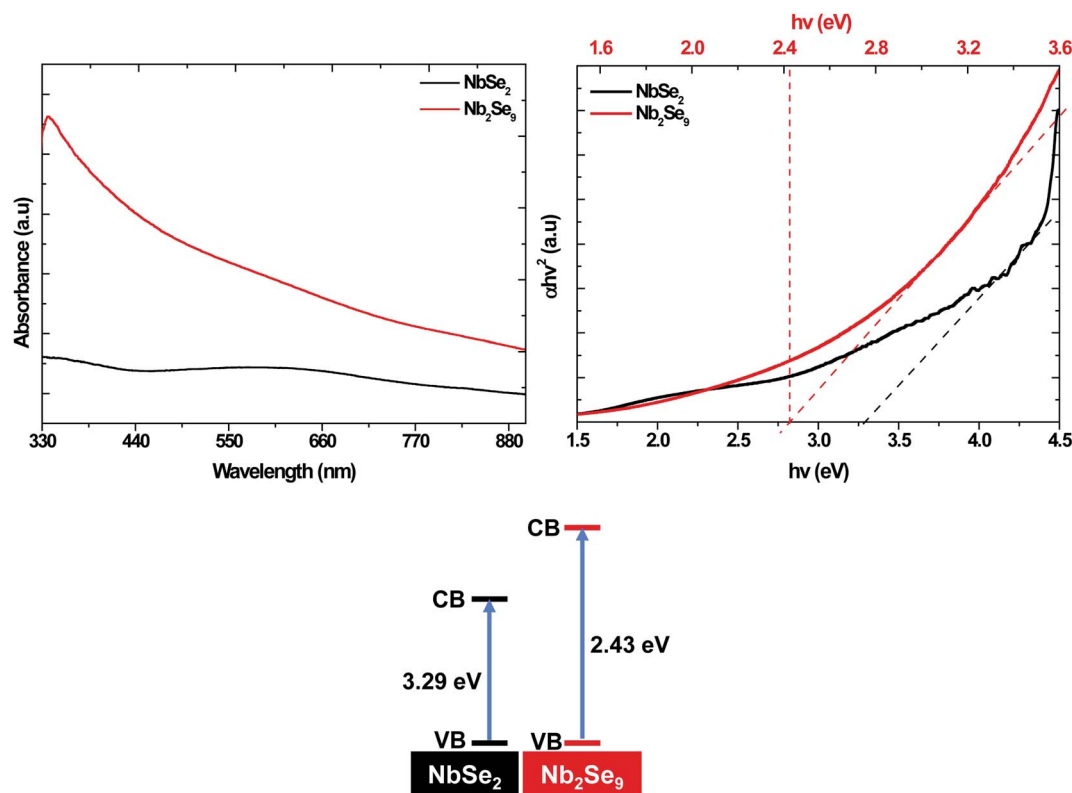 NbSe₂
Nb₂Se₉
Absorbance (a.u)
330 440 550 660 770 880
Wavelength (nm)
hv (eV)
1.6 2.0 2.4 2.8 3.2 3.6
NbSe₂
Nb₂Se₉
αhv² (a.u)
1.5 2.0 2.5 3.0 3.5 4.0 4.5
hv (eV)
CB
CB
2.43 eV
3.29 eV
VB
VB
NbSe₂
Nb₂Se₉